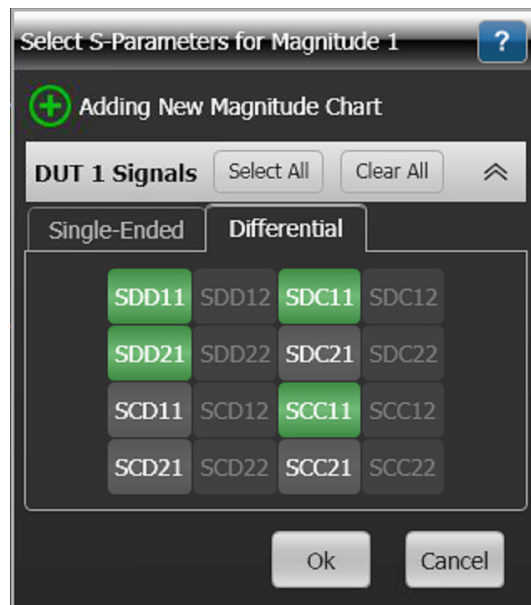 Select S-Parameters for Magnitude 1 ?
Adding New Magnitude Chart
DUT 1 Signals Select All Clear All
Single-Ended Differential
SDD11 SDD12 SDC11 SDC12
SDD21 SDD22 SDC21 SDC22
SCD11 SCD12 SCC11 SCC12
SCD21 SCD22 SCC21 SCC22
Ok Cancel